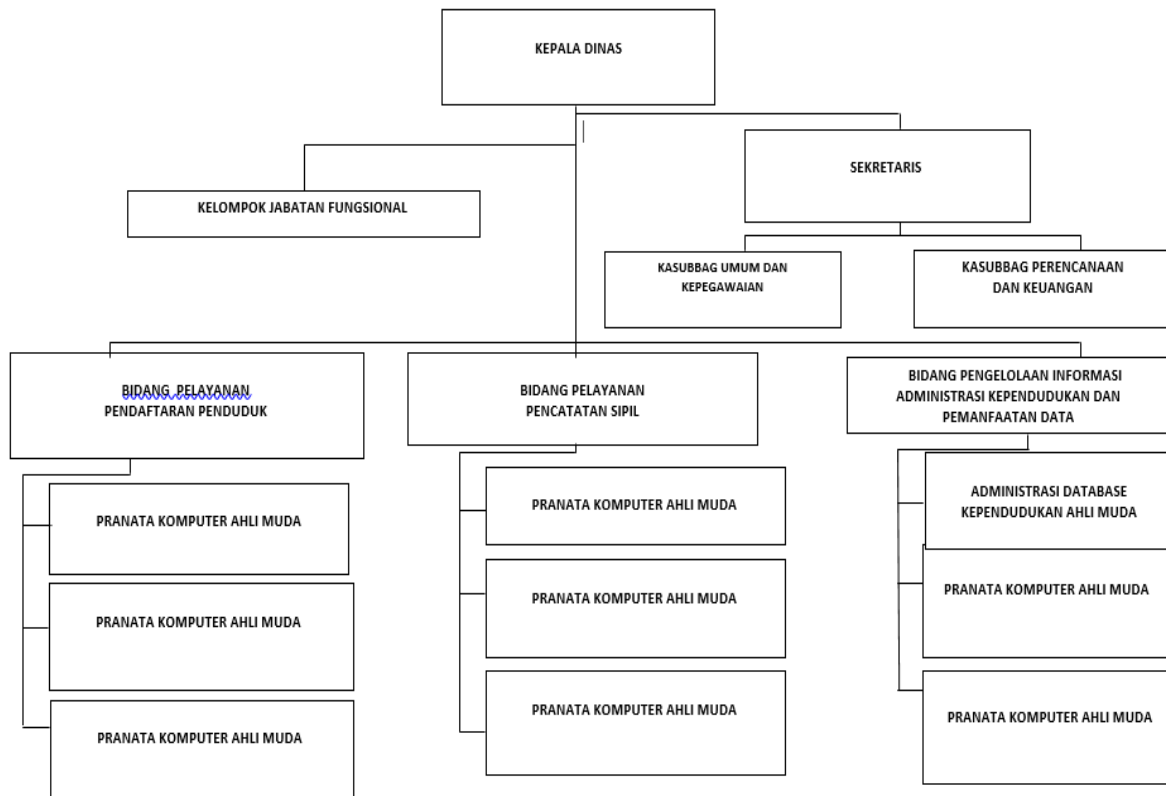 KEPALA DINAS
SEKRETARIS
KELOMPOK JABATAN FUNGSIONAL
KASUBBAG UMUM DAN
KEPEGAWAIAN
KASUBBAG PERENCANAAN
DAN KEUANGAN
BIDANG PELAYANAN
PENDAFTARAN PENDUDUK
BIDANG PELAYANAN
PENCATATAN SIPIL
BIDANG PENGELOLAAN INFORMASI
ADMINISTRASI KEPENDUDUKAN DAN
PEMANFAATAN DATA
PRANATA KOMPUTER AHLI MUDA
PRANATA KOMPUTER AHLI MUDA
PRANATA KOMPUTER AHLI MUDA
PRANATA KOMPUTER AHLI MUDA
PRANATA KOMPUTER AHLI MUDA
PRANATA KOMPUTER AHLI MUDA
ADMINISTRASI DATABASE
KEPENDUDUKAN AHLI MUDA
PRANATA KOMPUTER AHLI MUDA
PRANATA KOMPUTER AHLI MUDA